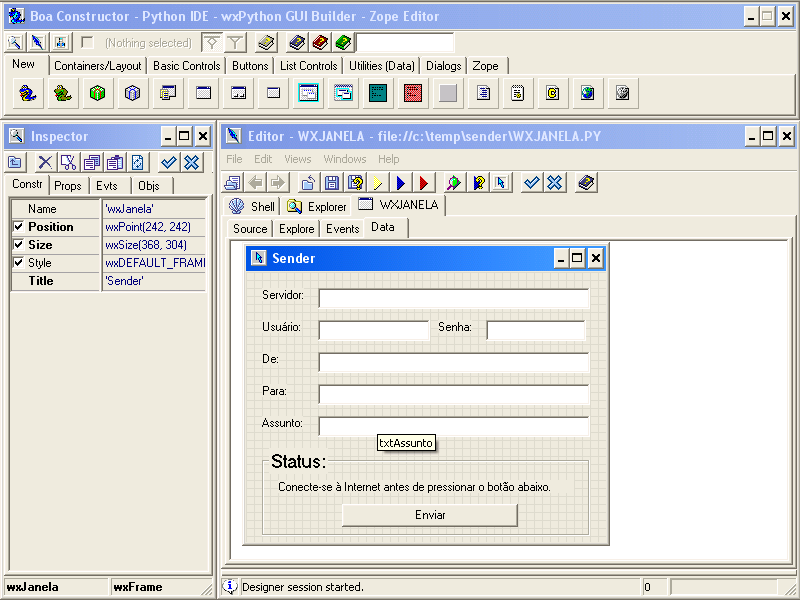 Boa Constructor - Python IDE - wxPython GUI Builder - Zope Editor
(Nothing selected)
New Containers/Layout Basic Controls Buttons List Controls Utilities (Data) Dialogs Zope
Inspector
Constr Props Evts Objs
Name 'wxJanela'
Position wxPoint(242, 242)
Size wxSize(368, 304)
Style wxDEFAULT_FRAMI
Title 'Sender'
wxJanela wxFrame
Editor - WXJANELA - file://c:\temp\sender\WXJANELA.PY
File Edit Views Windows Help
Shell Explorer WXJANELA
Source Explore Events Data
Sender
Servidor:
Usuário: Senha:
De:
Para:
Assunto:
txtAssunto
Status:
Conecte-se à Internet antes de pressionar o botão abaixo.
Enviar
Designer session started. 0